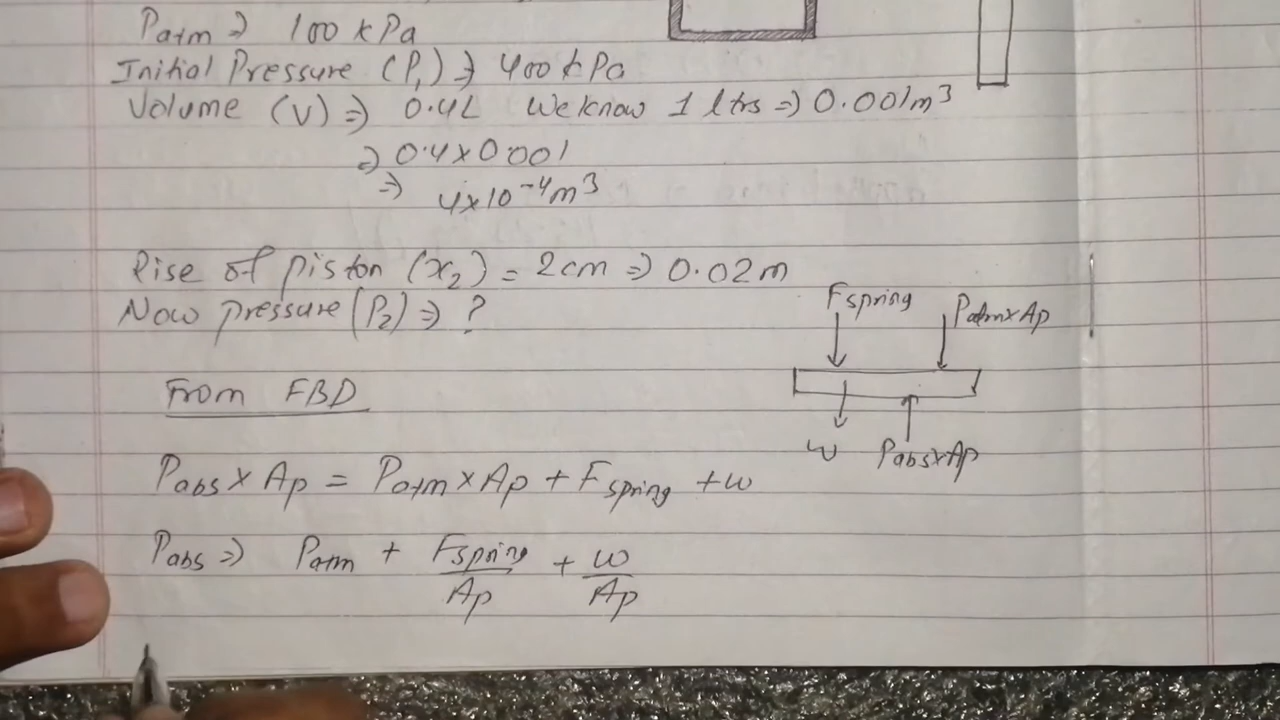 Patm ⇒ 100 kPa
Initial Pressure (P₁) ⇒ 400 kPa
Volume (V) ⇒ 0.4L We know 1 ltrs ⇒ 0.001m³
⇒ 0.4 × 0.001
⇒ 4×10⁻⁴m³
Rise of piston (x₂) = 2cm ⇒ 0.02m
Now pressure (P₂) ⇒ ?
Fspring Patm×Ap
From FBD
w Pabs×Ap
Pabs × Ap = Patm × Ap + Fspring + w
Pabs ⇒ Patm + Fspring/Ap + w/Ap